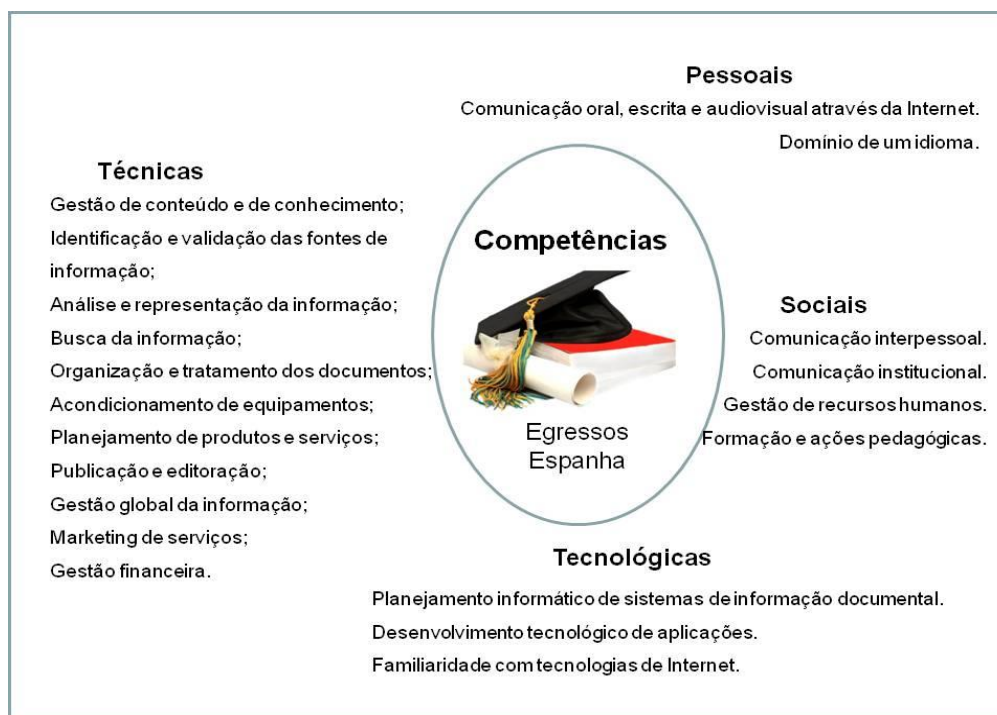 Pessoais
Comunicação oral, escrita e audiovisual através da Internet.
Domínio de um idioma.
Técnicas
Gestão de conteúdo e de conhecimento;
Identificação e validação das fontes de
informação;
Análise e representação da informação;
Busca da informação;
Organização e tratamento dos documentos;
Acondicionamento de equipamentos;
Planejamento de produtos e serviços;
Publicação e editoração;
Gestão global da informação;
Marketing de serviços;
Gestão financeira.
Competências
Egressos
Espanha
Sociais
Comunicação interpessoal.
Comunicação institucional.
Gestão de recursos humanos.
Formação e ações pedagógicas.
Tecnológicas
Planejamento informático de sistemas de informação documental.
Desenvolvimento tecnológico de aplicações.
Familiaridade com tecnologias de Internet.